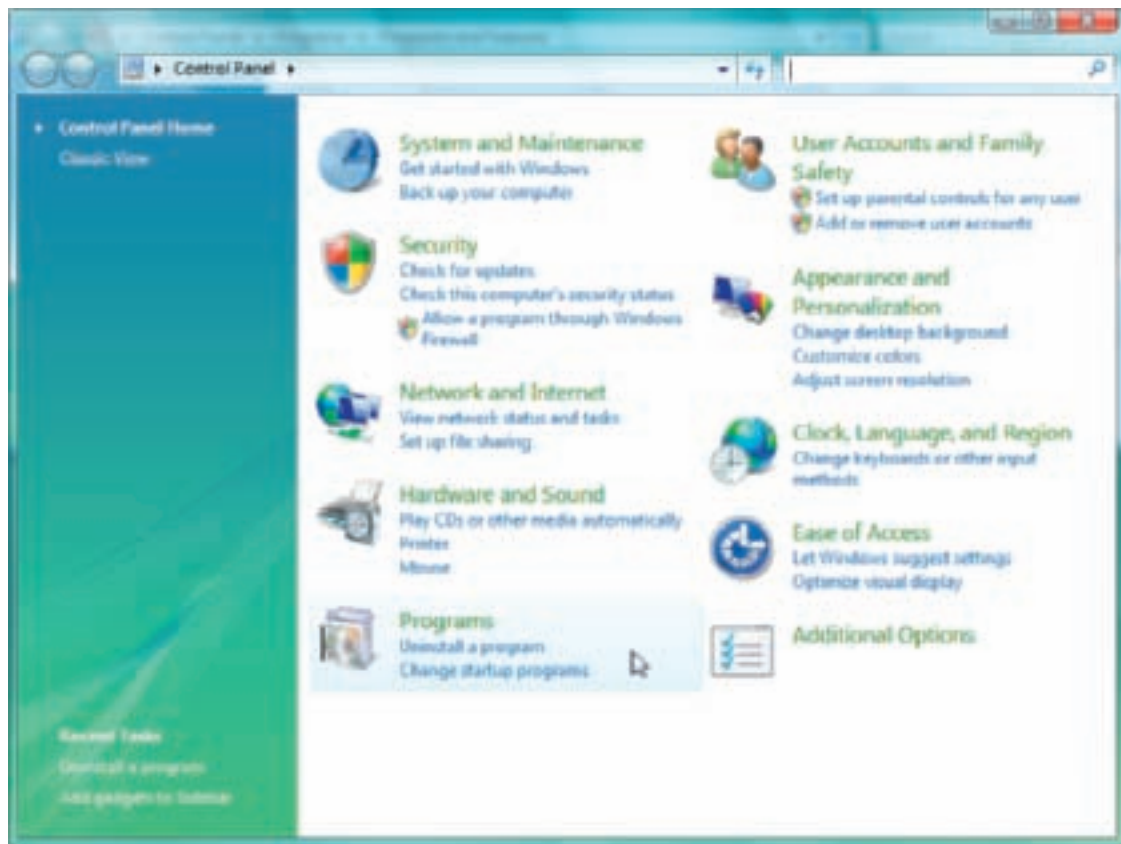 Control Panel
Control Panel Home
Classic View
System and Maintenance
Get started with Windows
Back up your computer
Security
Check for updates
Check this computer's security status
Allow a program through Windows
Firewall
Network and Internet
View network status and tasks
Set up file sharing
Hardware and Sound
Play CDs or other media automatically
Printer
Mouse
Programs
Uninstall a program
Change startup programs
User Accounts and Family
Safety
Set up parental controls for any user
Add or remove user accounts
Appearance and
Personalization
Change desktop background
Customize colors
Adjust screen resolution
Clock, Language, and Region
Change keyboards or other input
methods
Ease of Access
Let Windows suggest settings
Optimize visual display
Additional Options
Recent Tasks
Uninstall a program
Add gadgets to Sidebar